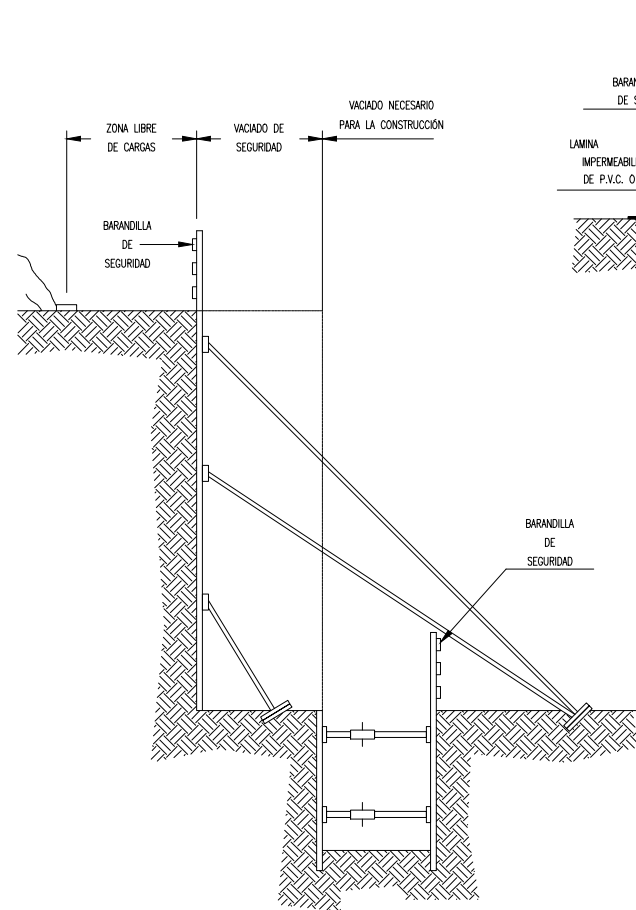 VACIADO NECESARIO
PARA LA CONSTRUCCIÓN
ZONA LIBRE
DE CARGAS
VACIADO DE
SEGURIDAD
BARANDILLA
DE
SEGURIDAD
LAMINA
DE P.V.C. O
BARANDILLA
DE
SEGURIDAD